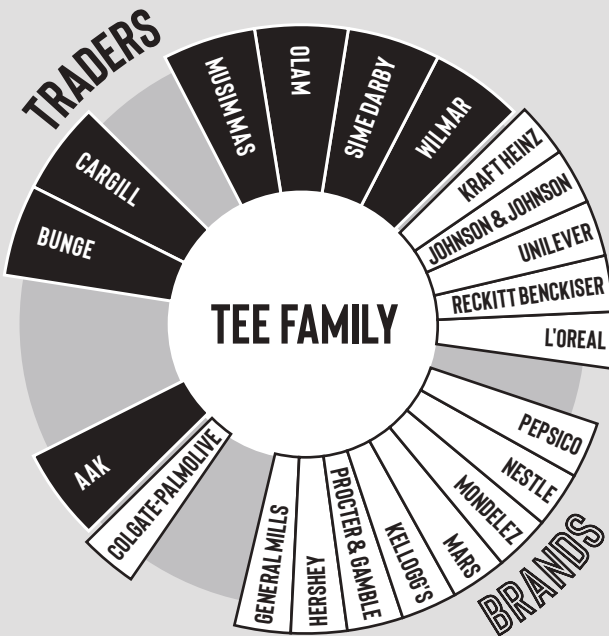 TRADERS
BUNGE
CARGILL
MUSIM MAS
OLAM
SIME DARBY
WILMAR
KRAFT HEINZ
JOHNSON & JOHNSON
UNILEVER
RECKITT BENCKISER
L'OREAL
TEE FAMILY
PEPSICO
NESTLE
MONDELEZ
MARS
KELLOGG'S
PROCTER & GAMBLE
HERSHEY
GENERAL MILLS
COLGATE-PALMOLIVE
AAK
BRANDS